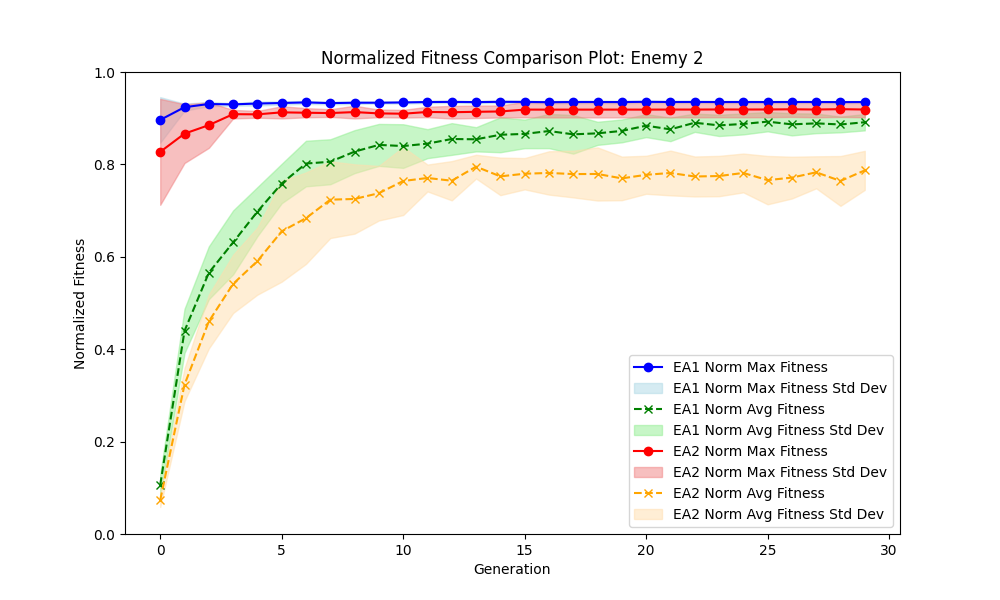 Normalized Fitness Comparison Plot: Enemy 2
1.0
0.8
0.6
0.4
0.2
0.0
Normalized Fitness
EA1 Norm Max Fitness
EA1 Norm Max Fitness Std Dev
EA1 Norm Avg Fitness
EA1 Norm Avg Fitness Std Dev
EA2 Norm Max Fitness
EA2 Norm Max Fitness Std Dev
EA2 Norm Avg Fitness
EA2 Norm Avg Fitness Std Dev
0 5 10 15 20 25 30
Generation